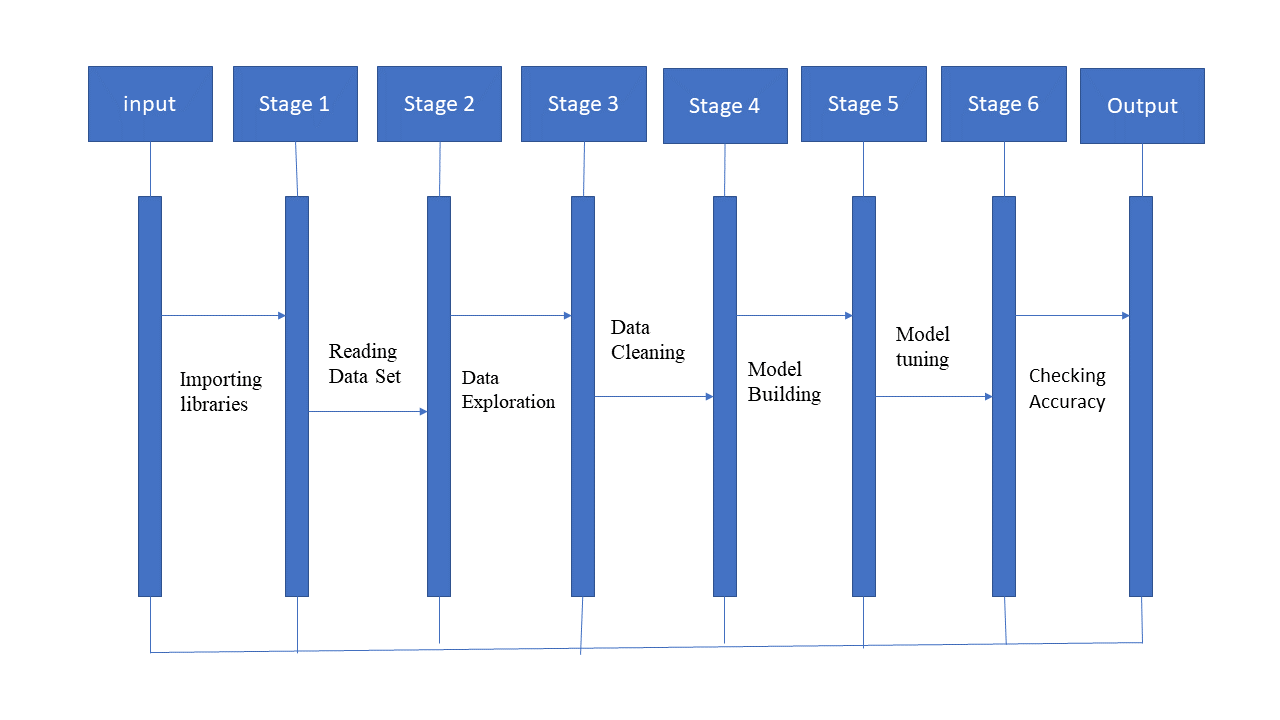 input
Stage 1
Stage 2
Stage 3
Stage 4
Stage 5
Stage 6
Output
Importing
libraries
Reading
Data Set
Data
Exploration
Data
Cleaning
Model
Building
Model
tuning
Checking
Accuracy